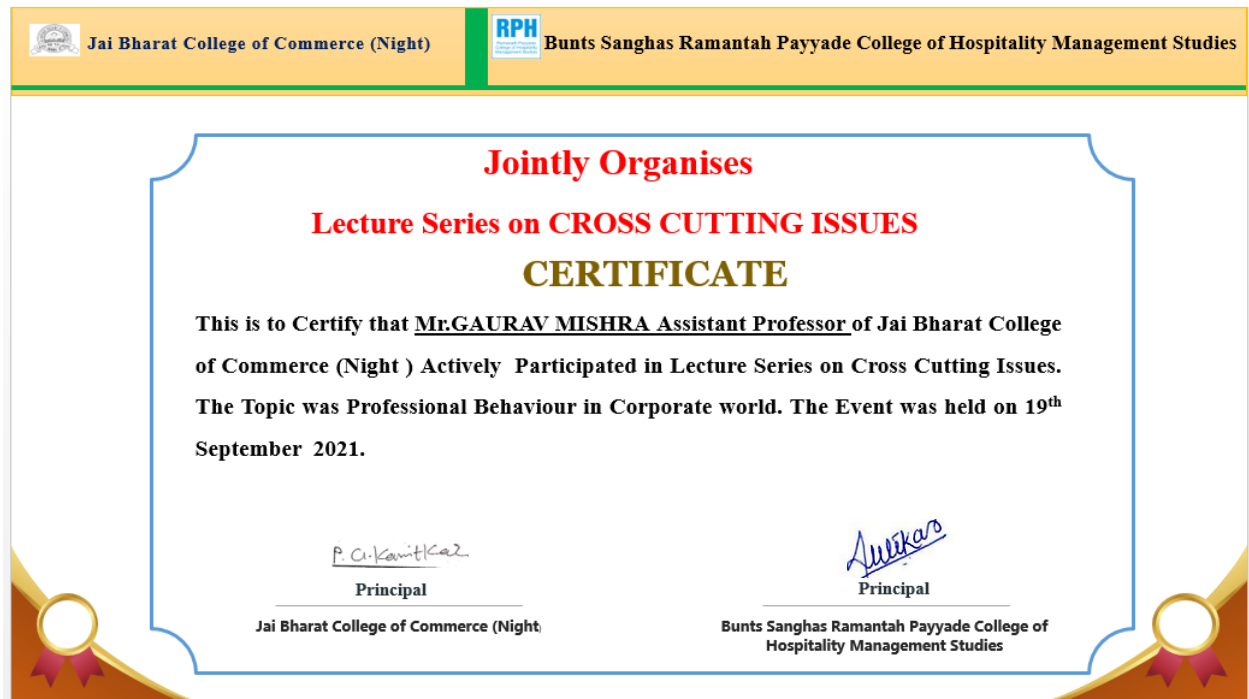 Jai Bharat College of Commerce (Night)
RPH
Bunts Sanghas Ramantah Payyade College of Hospitality Management Studies
Jointly Organises
Lecture Series on CROSS CUTTING ISSUES
CERTIFICATE
This is to Certify that Mr.GAURAV MISHRA Assistant Professor of Jai Bharat College
of Commerce (Night ) Actively Participated in Lecture Series on Cross Cutting Issues.
The Topic was Professional Behaviour in Corporate world. The Event was held on 19th
September 2021.
P. A. Kanitkar
Principal
Jai Bharat College of Commerce (Night)
Principal
Bunts Sanghas Ramantah Payyade College of
Hospitality Management Studies